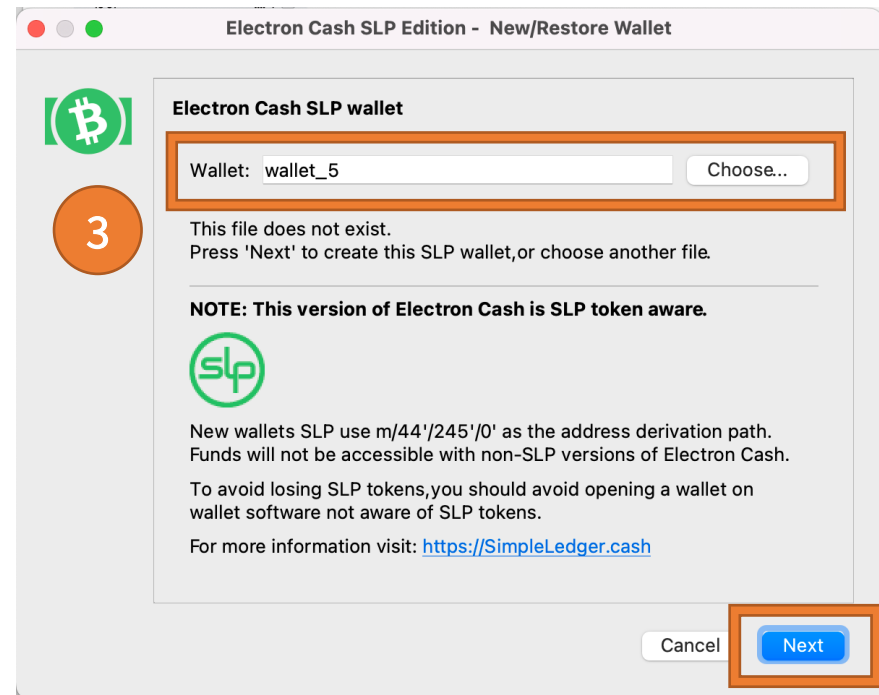 Electron Cash SLP Edition - New/Restore Wallet
Electron Cash SLP wallet
Wallet: wallet_5 Choose...
3
This file does not exist.
Press 'Next' to create this SLP wallet,or choose another file.
NOTE: This version of Electron Cash is SLP token aware.
slp
New wallets SLP use m/44'/245'/0' as the address derivation path.
Funds will not be accessible with non-SLP versions of Electron Cash.
To avoid losing SLP tokens,you should avoid opening a wallet on
wallet software not aware of SLP tokens.
For more information visit: https://SimpleLedger.cash
Cancel Next